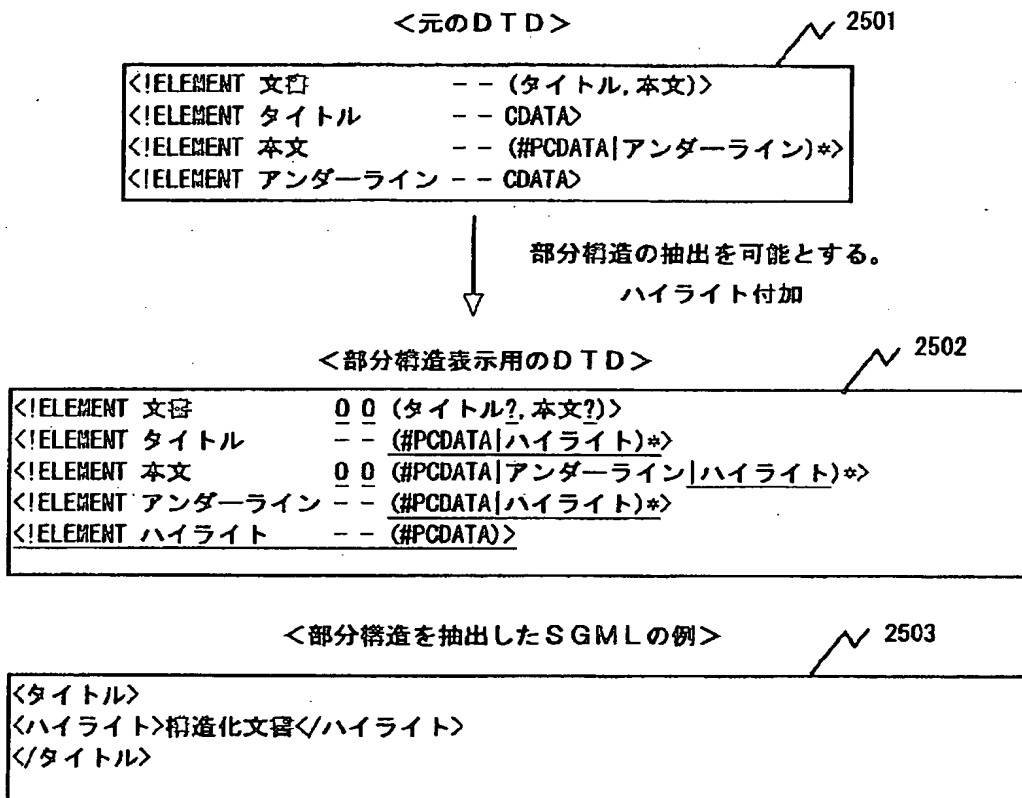 <元のDTD>
2501
<!ELEMENT 文書 - - (タイトル,本文)>
<!ELEMENT タイトル - - CDATA>
<!ELEMENT 本文 - - (#PCDATA|アンダーライン)*>
<!ELEMENT アンダーライン - - CDATA>
部分構造の抽出を可能とする。
ハイライト付加
<部分構造表示用のDTD>
2502
<!ELEMENT 文書 O O (タイトル?,本文?)>
<!ELEMENT タイトル - - (#PCDATA|ハイライト)*>
<!ELEMENT 本文 O O (#PCDATA|アンダーライン|ハイライト)*>
<!ELEMENT アンダーライン - - (#PCDATA|ハイライト)*>
<!ELEMENT ハイライト - - (#PCDATA)>
<部分構造を抽出したSGMLの例>
2503
<タイトル>
<ハイライト>構造化文書</ハイライト>
</タイトル>